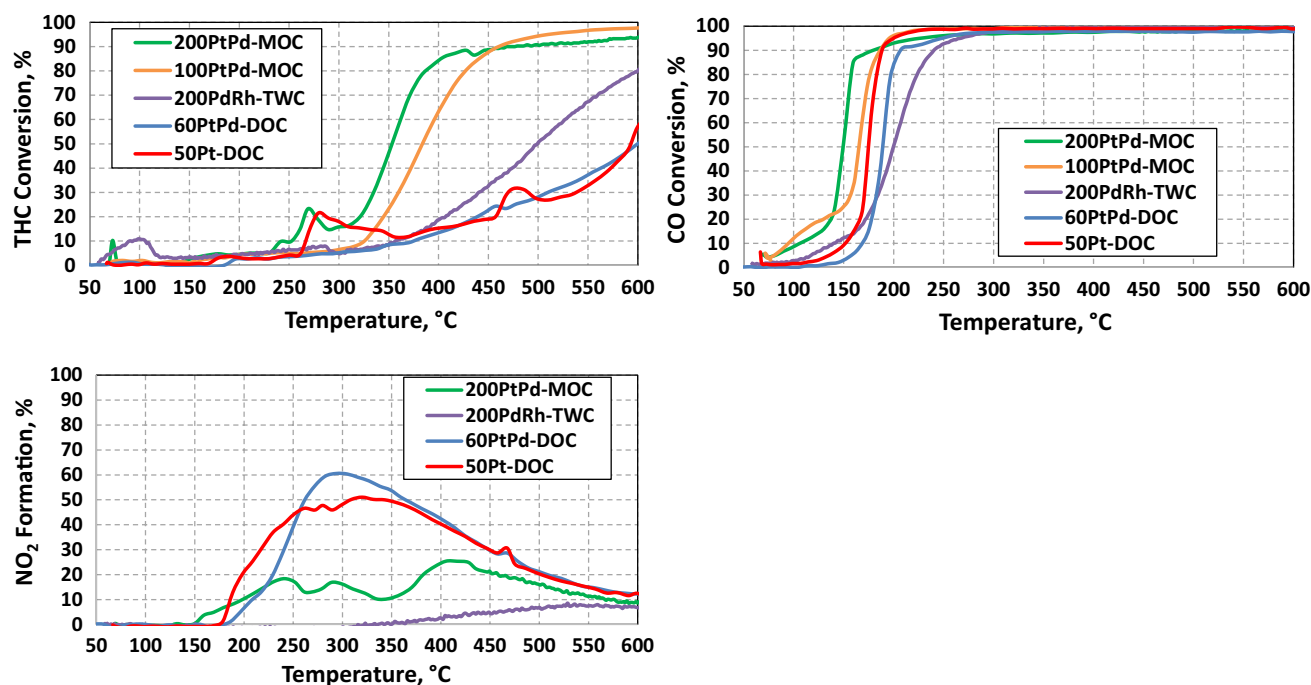 THC Conversion, %
100
90
80
70
60
50
40
30
20
10
0
200PtPd-MOC
100PtPd-MOC
200PdRh-TWC
60PtPd-DOC
50Pt-DOC
50 100 150 200 250 300 350 400 450 500 550 600
Temperature, °C
CO Conversion, %
100
90
80
70
60
50
40
30
20
10
0
200PtPd-MOC
100PtPd-MOC
200PdRh-TWC
60PtPd-DOC
50Pt-DOC
50 100 150 200 250 300 350 400 450 500 550 600
Temperature, °C
NO₂ Formation, %
100
90
80
70
60
50
40
30
20
10
0
200PtPd-MOC
200PdRh-TWC
60PtPd-DOC
50Pt-DOC
50 100 150 200 250 300 350 400 450 500 550 600
Temperature, °C